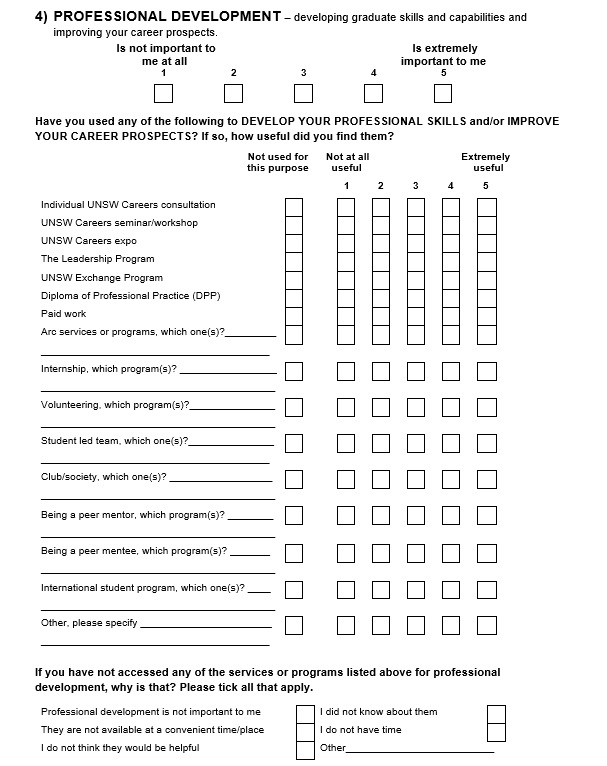 4) PROFESSIONAL DEVELOPMENT – developing graduate skills and capabilities and
improving your career prospects.
Is not important to
me at all
Is extremely
important to me
1 2 3 4 5
Have you used any of the following to DEVELOP YOUR PROFESSIONAL SKILLS and/or IMPROVE
YOUR CAREER PROSPECTS? If so, how useful did you find them?
Not used for
this purpose
Not at all
useful
Extremely
useful
1 2 3 4 5
Individual UNSW Careers consultation
UNSW Careers seminar/workshop
UNSW Careers expo
The Leadership Program
UNSW Exchange Program
Diploma of Professional Practice (DPP)
Paid work
Arc services or programs, which one(s)?
Internship, which program(s)?
Volunteering, which program(s)?
Student led team, which one(s)?
Club/society, which one(s)?
Being a peer mentor, which program(s)?
Being a peer mentee, which program(s)?
International student program, which one(s)?
Other, please specify
If you have not accessed any of the services or programs listed above for professional
development, why is that? Please tick all that apply.
Professional development is not important to me
I did not know about them
They are not available at a convenient time/place
I do not have time
I do not think they would be helpful
Other